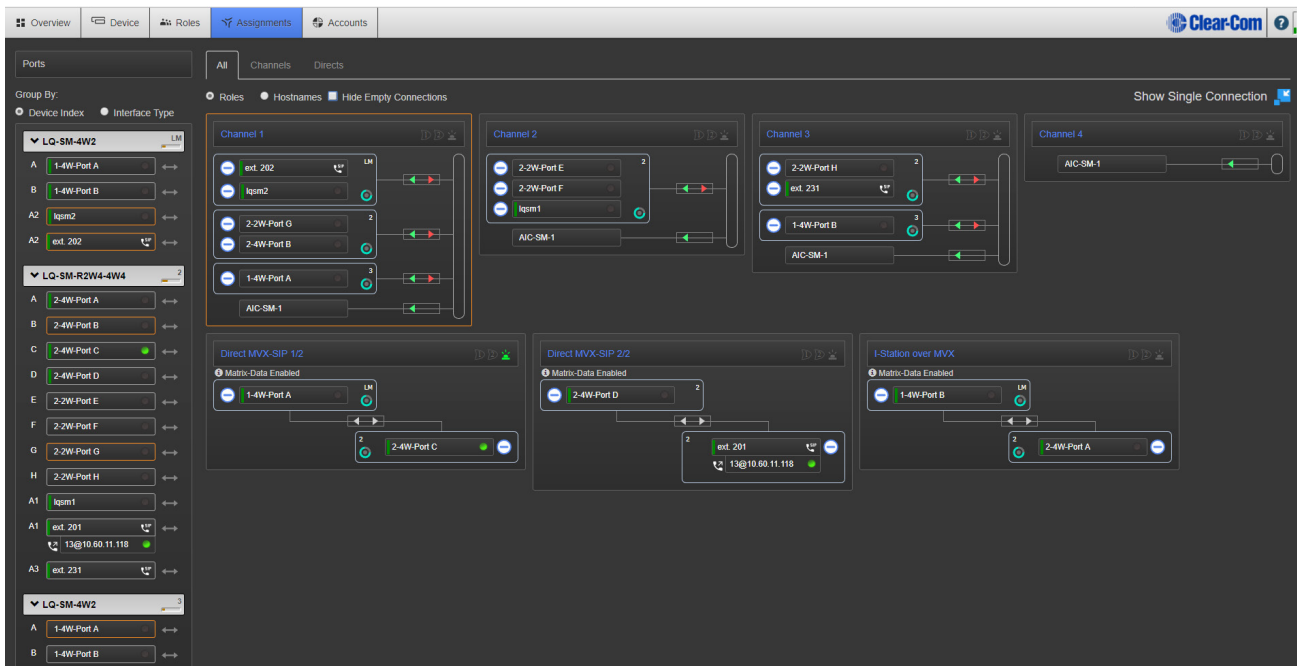 Overview Device Roles Assignments Accounts Clear-Com ?
Ports
All Channels Directs
Group By:
Device Index Interface Type
Roles Hostnames Hide Empty Connections Show Single Connection
LQ-SM-4W2 LM
A 1-4W-Port A
B 1-4W-Port B
A2 lqsm2
A2 ext. 202 SIP
LQ-SM-R2W4-4W4 2
A 2-4W-Port A
B 2-4W-Port B
C 2-4W-Port C
D 2-4W-Port D
E 2-2W-Port E
F 2-2W-Port F
G 2-2W-Port G
H 2-2W-Port H
A1 lqsm1
A1 ext. 201 SIP
13@10.60.11.118
A3 ext. 231 SIP
LQ-SM-4W2 3
A 1-4W-Port A
B 1-4W-Port B
Channel 1
LM
ext. 202 SIP
lqsm2
2
2-2W-Port G
2-4W-Port B
3
1-4W-Port A
AIC-SM-1
Channel 2
2
2-2W-Port E
2-2W-Port F
lqsm1
AIC-SM-1
Channel 3
2
2-2W-Port H
ext. 231 SIP
3
1-4W-Port B
AIC-SM-1
Channel 4
AIC-SM-1
Direct MVX-SIP 1/2
Matrix-Data Enabled
LM
1-4W-Port A
2
2-4W-Port C
Direct MVX-SIP 2/2
Matrix-Data Enabled
2
2-4W-Port D
2
ext. 201 SIP
13@10.60.11.118
I-Station over MVX
Matrix-Data Enabled
LM
1-4W-Port B
2
2-4W-Port A